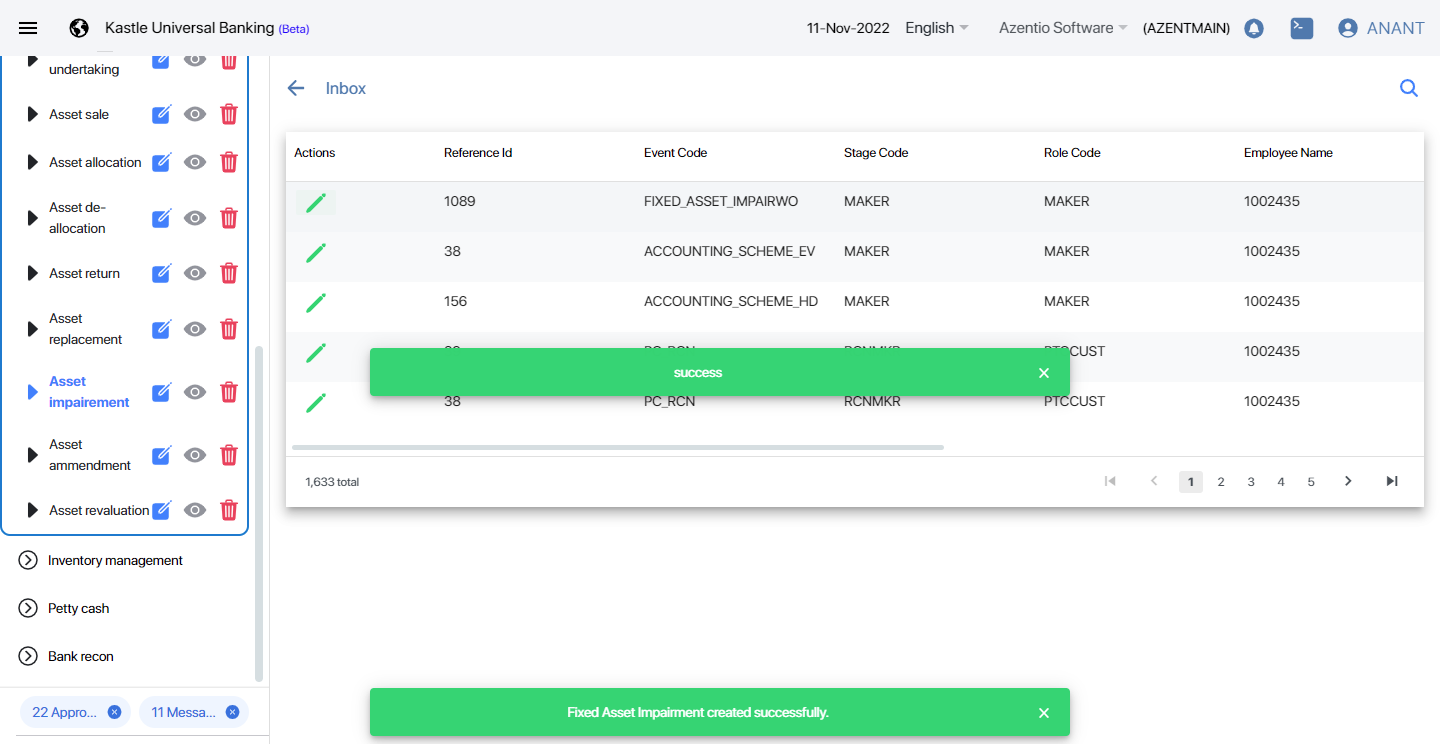 Kastle Universal Banking (Beta)
11-Nov-2022
English
Azentio Software
(AZENTMAIN)
ANANT
undertaking
Asset sale
Asset allocation
Asset de-
allocation
Asset return
Asset
replacement
Asset
impairement
Asset
ammendment
Asset revaluation
Inventory management
Petty cash
Bank recon
22 Appro...
11 Messa...
Inbox
Actions Reference Id Event Code Stage Code Role Code Employee Name
1089 FIXED_ASSET_IMPAIRWO MAKER MAKER 1002435
38 ACCOUNTING_SCHEME_EV MAKER MAKER 1002435
156 ACCOUNTING_SCHEME_HD MAKER MAKER 1002435
PC_RCN RCNMKR PTCCUST 1002435
success
38 PC_RCN RCNMKR PTCCUST 1002435
1,633 total
1 2 3 4 5
Fixed Asset Impairment created successfully.